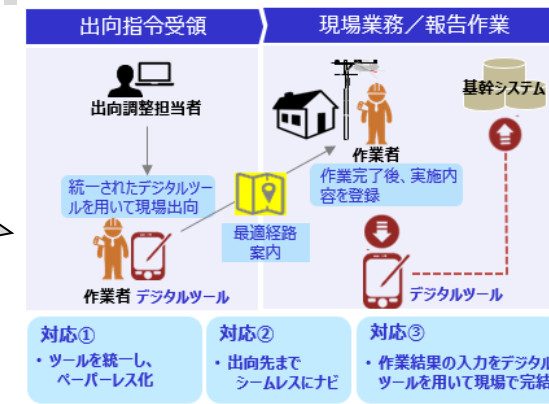 出向指令受領
現場業務／報告作業
出向調整担当者
統一されたデジタルツー
ルを用いて現場出向
最適経路
案内
作業者 デジタルツール
基幹システム
作業者
作業完了後、実施内
容を登録
デジタルツール
対応①
・ツールを統一し、
ペーパーレス化
対応②
・出向先まで
シームレスにナビ
対応③
・作業結果の入力をデジタル
ツールを用いて現場で完結